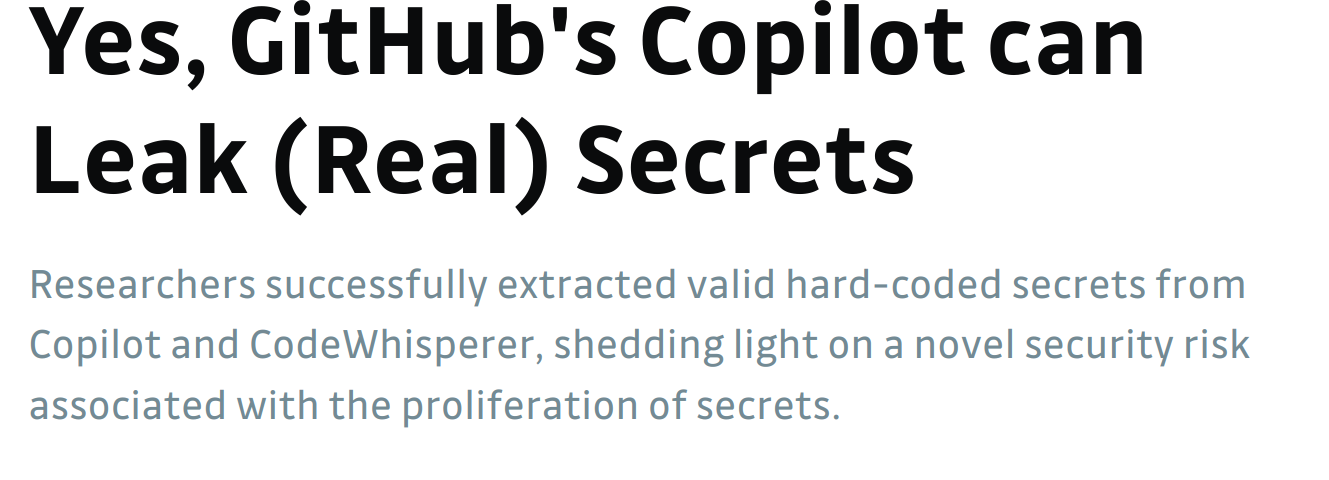 Yes, GitHub's Copilot can
Leak (Real) Secrets
Researchers successfully extracted valid hard-coded secrets from
Copilot and CodeWhisperer, shedding light on a novel security risk
associated with the proliferation of secrets.